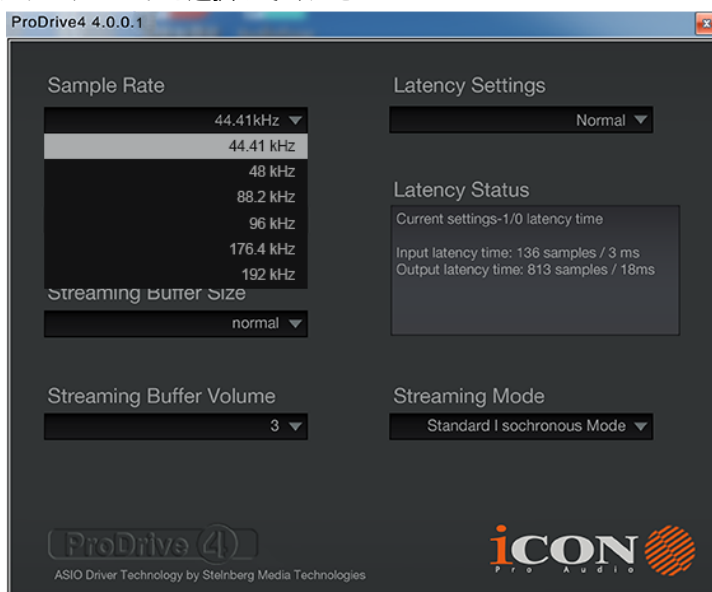 ProDrive4 4.0.0.1
Sample Rate
44.41kHz
44.41 kHz
48 kHz
88.2 kHz
96 kHz
176.4 kHz
192 kHz
Streaming Buffer Size
normal
Streaming Buffer Volume
3
Latency Settings
Normal
Latency Status
Current settings-1/0 latency time
Input latency time: 136 samples / 3 ms
Output latency time: 813 samples / 18ms
Streaming Mode
Standard I sochronous Mode
ProDrive 4
ASIO Driver Technology by Steinberg Media Technologies
iCON
Pro Audio